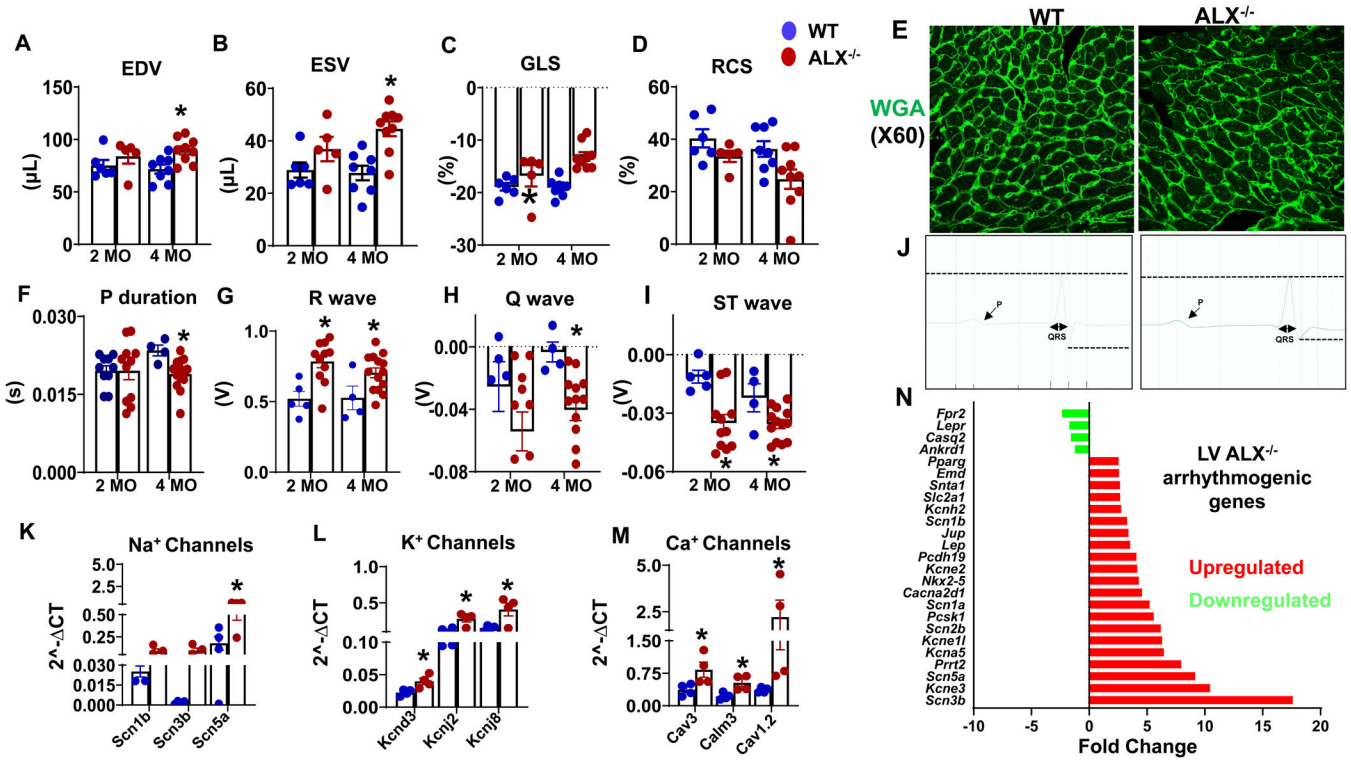 A
EDV
(µL)
150
100
75
50
0
2 MO
4 MO
*
B
ESV
(µL)
60
40
20
0
2 MO
4 MO
*
C
GLS
(%)
0
-10
-20
-30
2 MO
4 MO
*
WT
ALX-/-
D
RCS
(%)
60
40
20
0
2 MO
4 MO
E
WT
ALX-/-
WGA
(X60)
F
P duration
(s)
0.030
0.015
0.000
2 MO
4 MO
*
G
R wave
(V)
1.0
0.5
0.0
2 MO
4 MO
*
*
H
Q wave
(V)
-0.00
-0.04
-0.08
2 MO
4 MO
*
I
ST wave
(V)
0.00
-0.03
-0.06
2 MO
4 MO
*
*
J
P
QRS
P
QRS
K
Na+ Channels
2^-ΔCT
5.0
2.5
0.50
0.25
0.030
0.015
0.000
Scn1b
Scn3b
Scn5a
*
L
K+ Channels
2^-ΔCT
1.0
0.5
0.10
0.05
0.00
Kcnd3
Kcnj2
Kcnj8
*
*
*
M
Ca+ Channels
2^-ΔCT
5.0
2.5
1.50
0.75
0.00
Cav3
Calm3
Cav1.2
*
*
*
N
Fpr2
Lepr
Casq2
Ankrd1
Pparg
Emd
Snta1
Slc2a1
Kcnh2
Scn1b
Jup
Lep
Pcdh19
Kcne2
Nkx2-5
Cacna2d1
Scn1a
Pcsk1
Scn2b
Kcne1l
Kcna5
Prrt2
Scn5a
Kcne3
Scn3b
LV ALX-/-
arrhythmogenic
genes
Upregulated
Downregulated
-10
-5
0
5
10
15
20
Fold Change